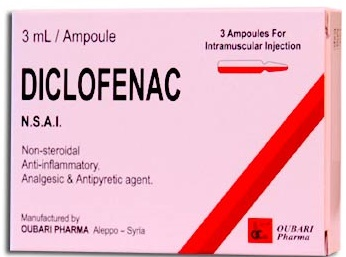 3 mL / Ampoule
3 Ampoules For
Intramuscular Injection
DICLOFENAC
N.S.A.I.
Non-steroidal
Anti-inflammatory,
Analgesic & Antipyretic agent.
Manufactured by
OUBARI PHARMA Aleppo – Syria
OUBARI
Pharma